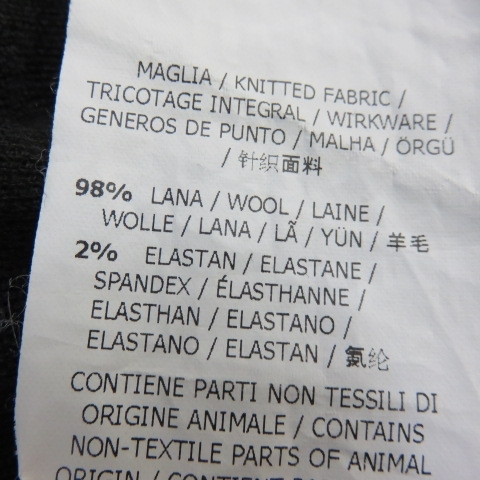 MAGLIA / KNITTED FABRIC /
TRICOTAGE INTEGRAL / WIRKWARE /
GENEROS DE PUNTO / MALHA / ÖRGÜ
/ 针织面料
98% LANA / WOOL / LAINE /
WOLLE / LANA / LÃ / YÜN / 羊毛
2% ELASTAN / ELASTANE /
SPANDEX / ÉLASTHANNE /
ELASTHAN / ELASTANO /
ELASTANO / ELASTAN / 氨纶
CONTIENE PARTI NON TESSILI DI
ORIGINE ANIMALE / CONTAINS
NON-TEXTILE PARTS OF ANIMAL
ORIGIN / CONTIENT